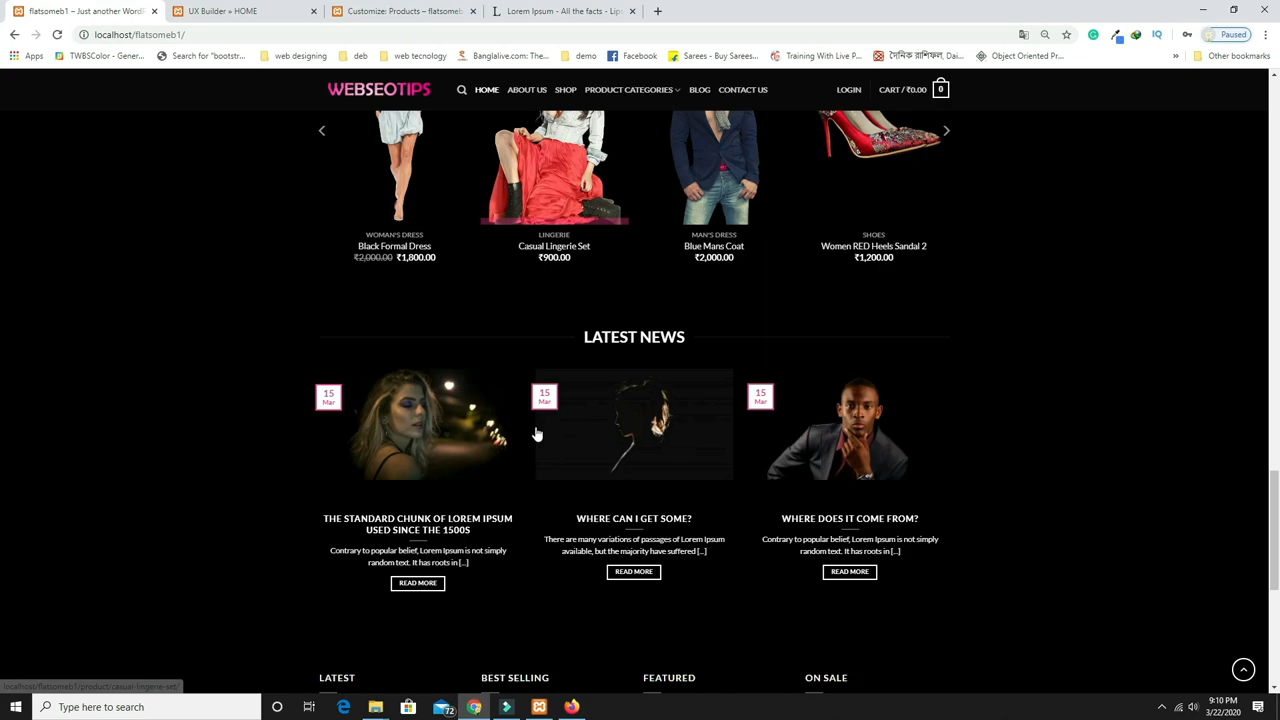 flatsomeb1 – Just another WordP
UX Builder » HOME
Customize: Products – flatsomeb
Lorem Ipsum - All the facts - Lip
localhost/flatsomeb1/
Paused
Apps
TWBSColor - Gener...
Search for "bootstr...
web designing
deb
web tecnology
Banglalive.com: The...
demo
Facebook
Sarees - Buy Sarees...
Training With Live P...
দৈনিক রাশিফল, Dai...
Object Oriented Pr...
»
Other bookmarks
WEBSEOTIPS
HOME
ABOUT US
SHOP
PRODUCT CATEGORIES
BLOG
CONTACT US
LOGIN
CART / ₹0.00
0
WOMAN'S DRESS
Black Formal Dress
₹2,000.00 ₹1,800.00
LINGERIE
Casual Lingerie Set
₹900.00
MAN'S DRESS
Blue Mans Coat
₹2,000.00
SHOES
Women RED Heels Sandal 2
₹1,200.00
LATEST NEWS
15
Mar
THE STANDARD CHUNK OF LOREM IPSUM
USED SINCE THE 1500S
Contrary to popular belief, Lorem Ipsum is not simply
random text. It has roots in [...]
READ MORE
15
Mar
WHERE CAN I GET SOME?
There are many variations of passages of Lorem Ipsum
available, but the majority have suffered [...]
READ MORE
15
Mar
WHERE DOES IT COME FROM?
Contrary to popular belief, Lorem Ipsum is not simply
random text. It has roots in [...]
READ MORE
LATEST
BEST SELLING
FEATURED
ON SALE
localhost/flatsomeb1/product/casual-lingerie-set/
Type here to search
72
9:10 PM
3/22/2020